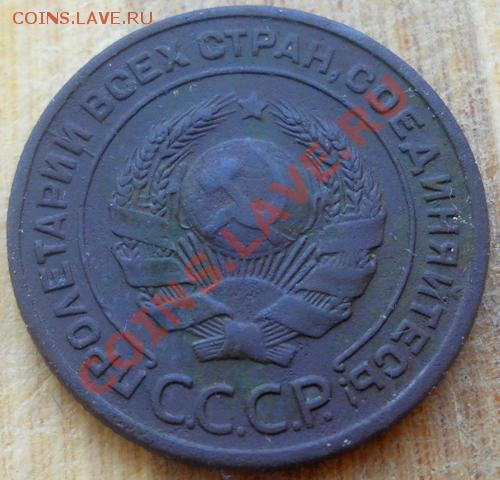 COINS.LAVE.RU
ПРОЛЕТАРИИ ВСЕХ СТРАН, СОЕДИНЯЙТЕСЬ!
С.С.С.Р.
COINS.LAVE.RU